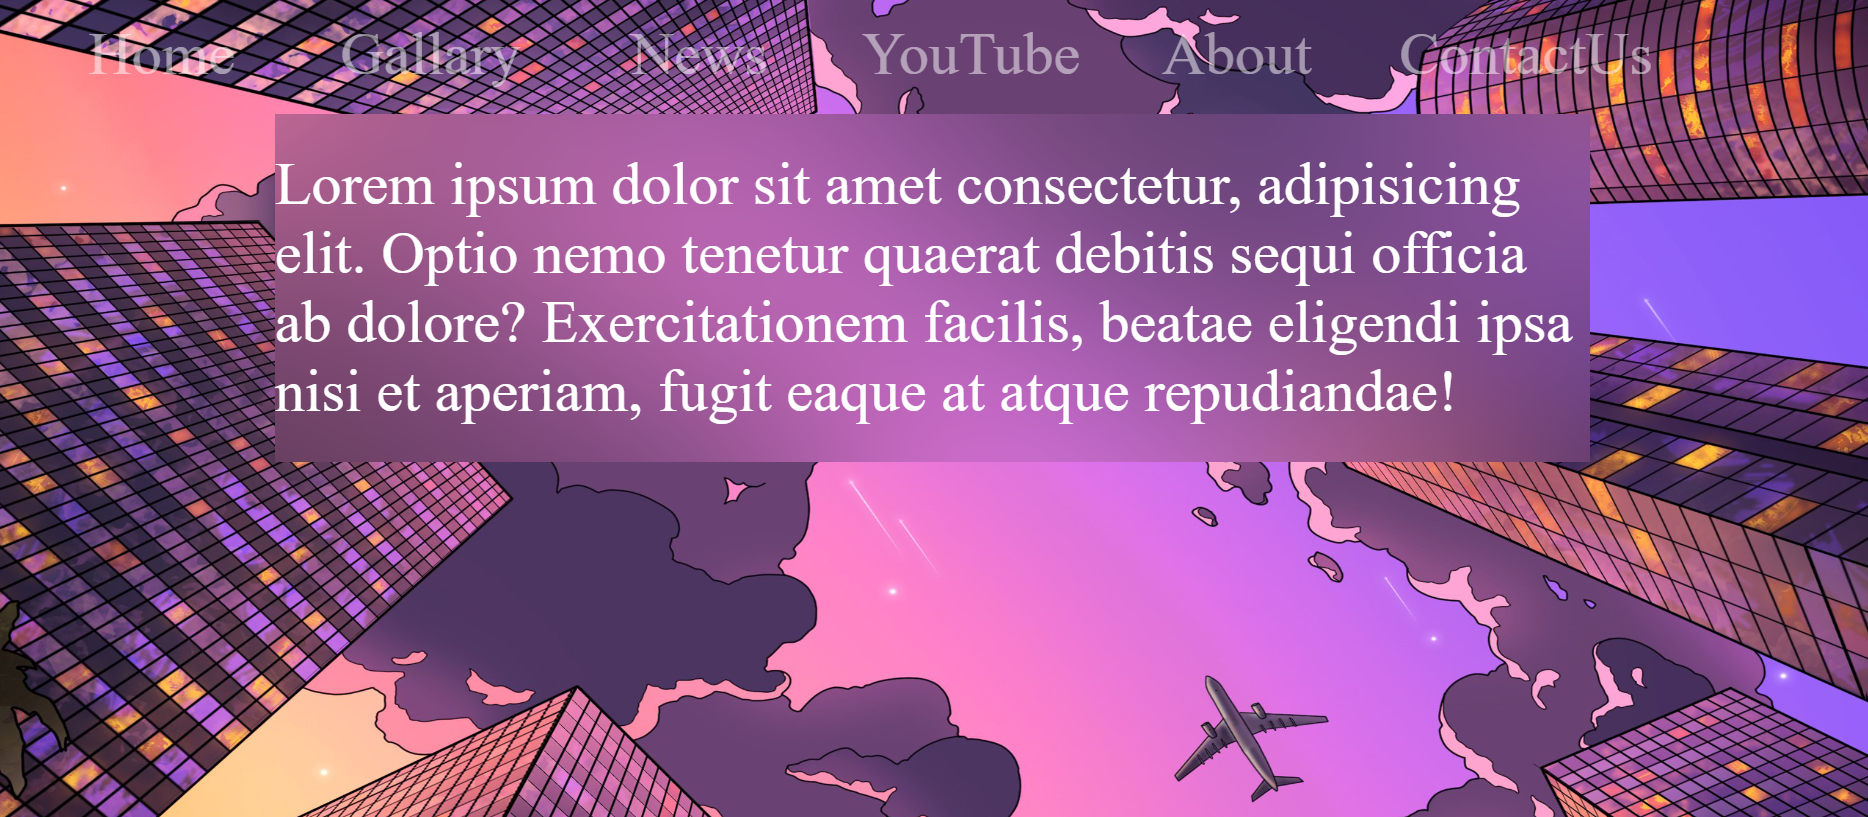 Home Gallary News YouTube About ContactUs
Lorem ipsum dolor sit amet consectetur, adipisicing
elit. Optio nemo tenetur quaerat debitis sequi officia
ab dolore? Exercitationem facilis, beatae eligendi ipsa
nisi et aperiam, fugit eaque at atque repudiandae!